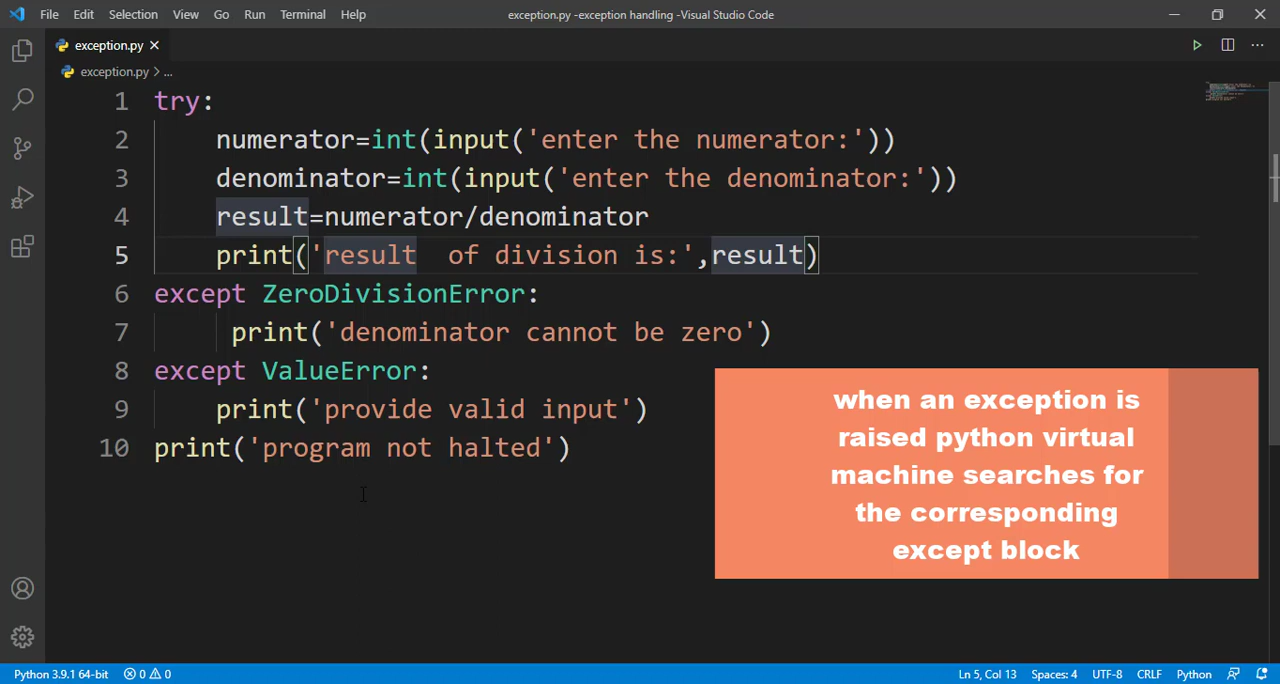 File Edit Selection View Go Run Terminal Help
exception.py -exception handling -Visual Studio Code
exception.py
exception.py > ...
1 try:
2 numerator=int(input('enter the numerator:'))
3 denominator=int(input('enter the denominator:'))
4 result=numerator/denominator
5 print('result  of division is:',result)
6 except ZeroDivisionError:
7 print('denominator cannot be zero')
8 except ValueError:
9 print('provide valid input')
10 print('program not halted')
when an exception is
raised python virtual
machine searches for
the corresponding
except block
Python 3.9.1 64-bit 0 0 Ln 5, Col 13 Spaces: 4 UTF-8 CRLF Python